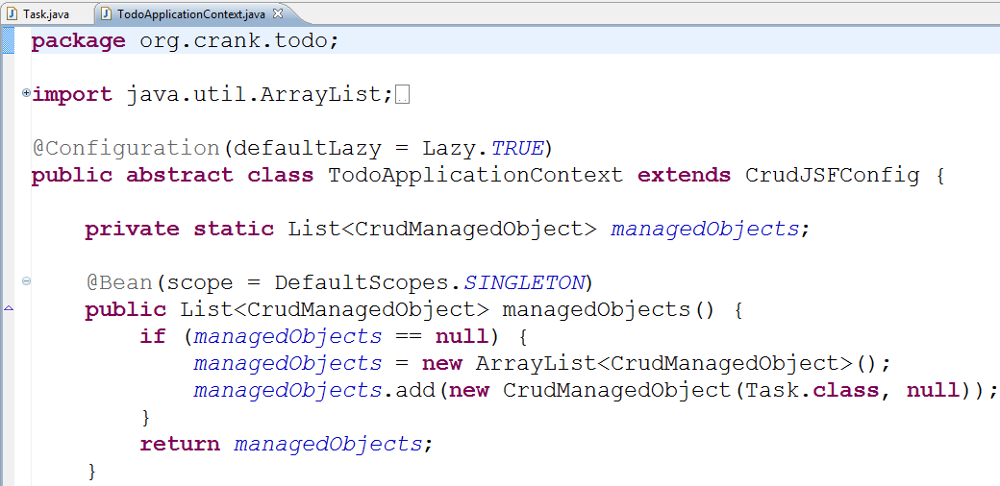 Task.java TodoApplicationContext.java
package org.crank.todo;
import java.util.ArrayList;
@Configuration(defaultLazy = Lazy.TRUE)
public abstract class TodoApplicationContext extends CrudJSFConfig {
private static List<CrudManagedObject> managedObjects;
@Bean(scope = DefaultScopes.SINGLETON)
public List<CrudManagedObject> managedObjects() {
if (managedObjects == null) {
managedObjects = new ArrayList<CrudManagedObject>();
managedObjects.add(new CrudManagedObject(Task.class, null));
}
return managedObjects;
}